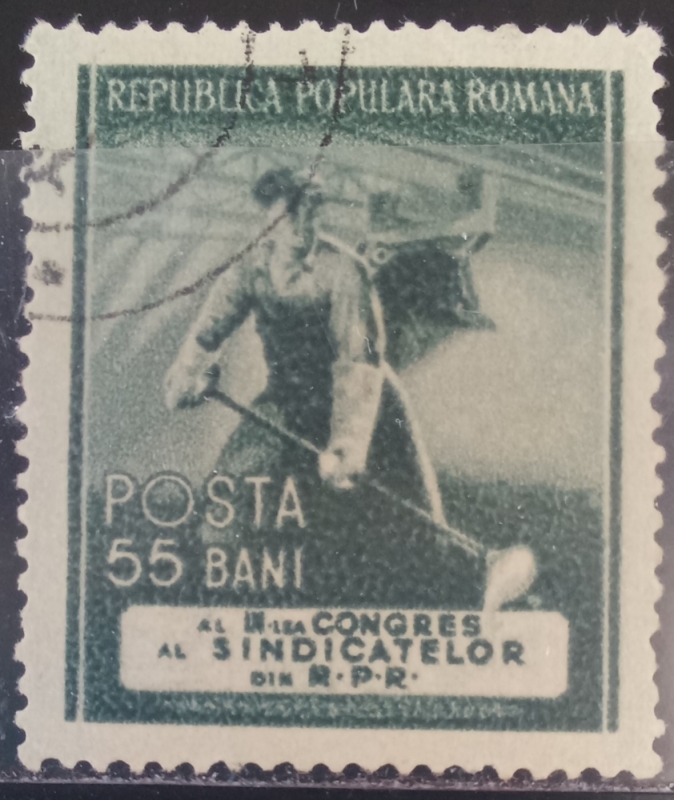 REPUBLICA POPULARA ROMANA
POSTA
55 BANI
AL III-LEA CONGRES
AL SINDICATELOR
DIN R.P.R.